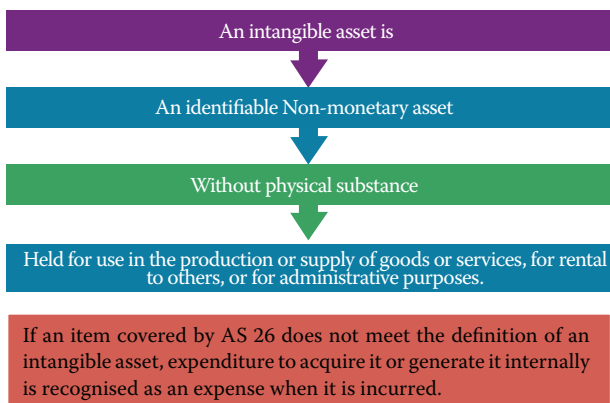 An intangible asset is
An identifiable Non-monetary asset
Without physical substance
Held for use in the production or supply of goods or services, for rental
to others, or for administrative purposes.
If an item covered by AS 26 does not meet the definition of an
intangible asset, expenditure to acquire it or generate it internally
is recognised as an expense when it is incurred.